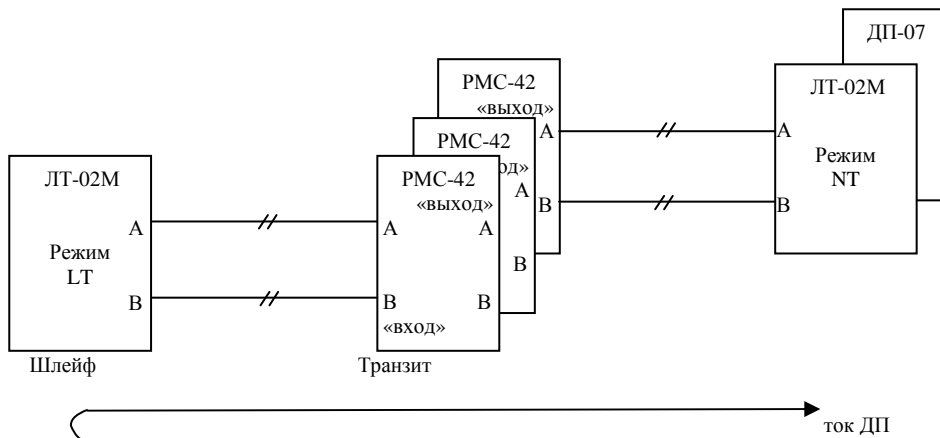 ДП-07
ЛТ-02М
А
Режим
NT
В
РМС-42
«выход»
А
В
РМС-42
од»
А
В
РМС-42
«выход»
А
А
В
В
«вход»
Транзит
ЛТ-02М
А
Режим
LT
В
Шлейф
ток ДП